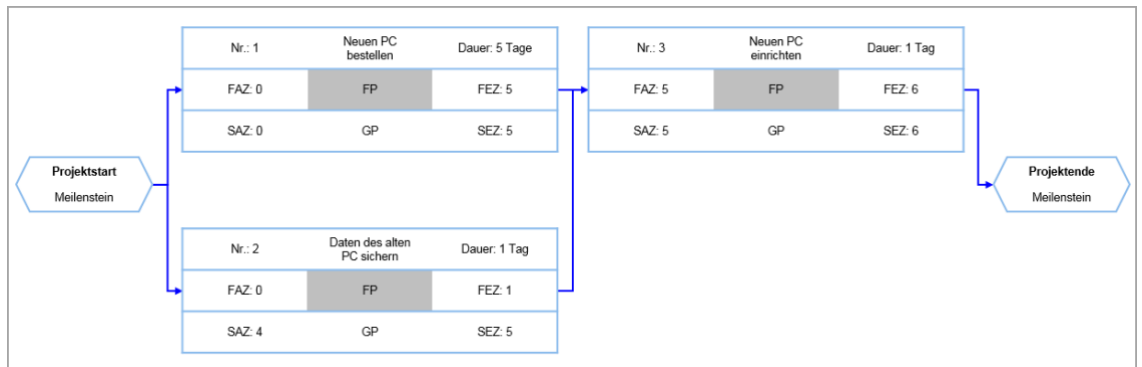 Nr.: 1
Neuen PC
bestellen
Dauer: 5 Tage
FAZ: 0
FP
FEZ: 5
SAZ: 0
GP
SEZ: 5
Nr.: 3
Neuen PC
einrichten
Dauer: 1 Tag
FAZ: 5
FP
FEZ: 6
SAZ: 5
GP
SEZ: 6
Projektstart
Meilenstein
Projektende
Meilenstein
Nr.: 2
Daten des alten
PC sichern
Dauer: 1 Tag
FAZ: 0
FP
FEZ: 1
SAZ: 4
GP
SEZ: 5